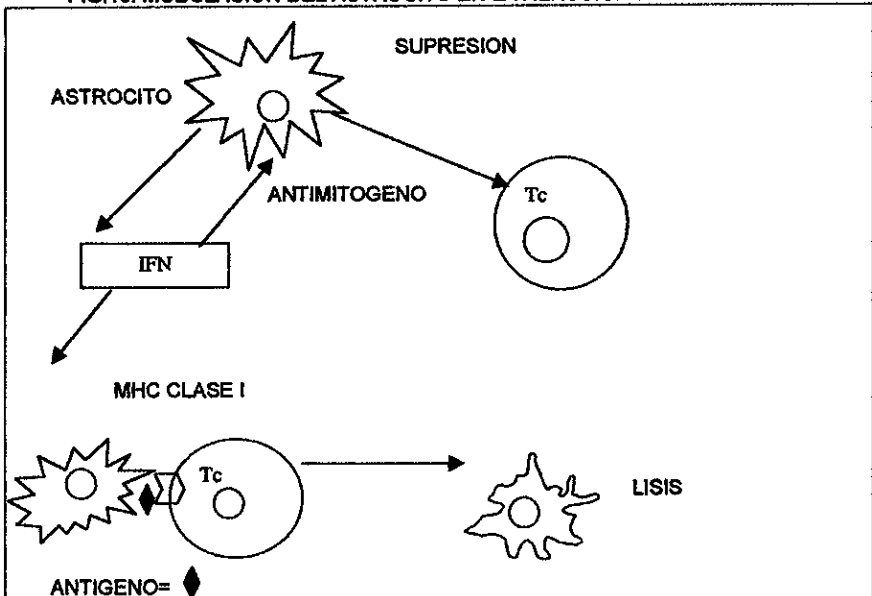 SUPRESION
ASTROCITO
ANTIMITOGENO
Tc
IFN
MHC CLASE I
Tc
LISIS
ANTIGENO=